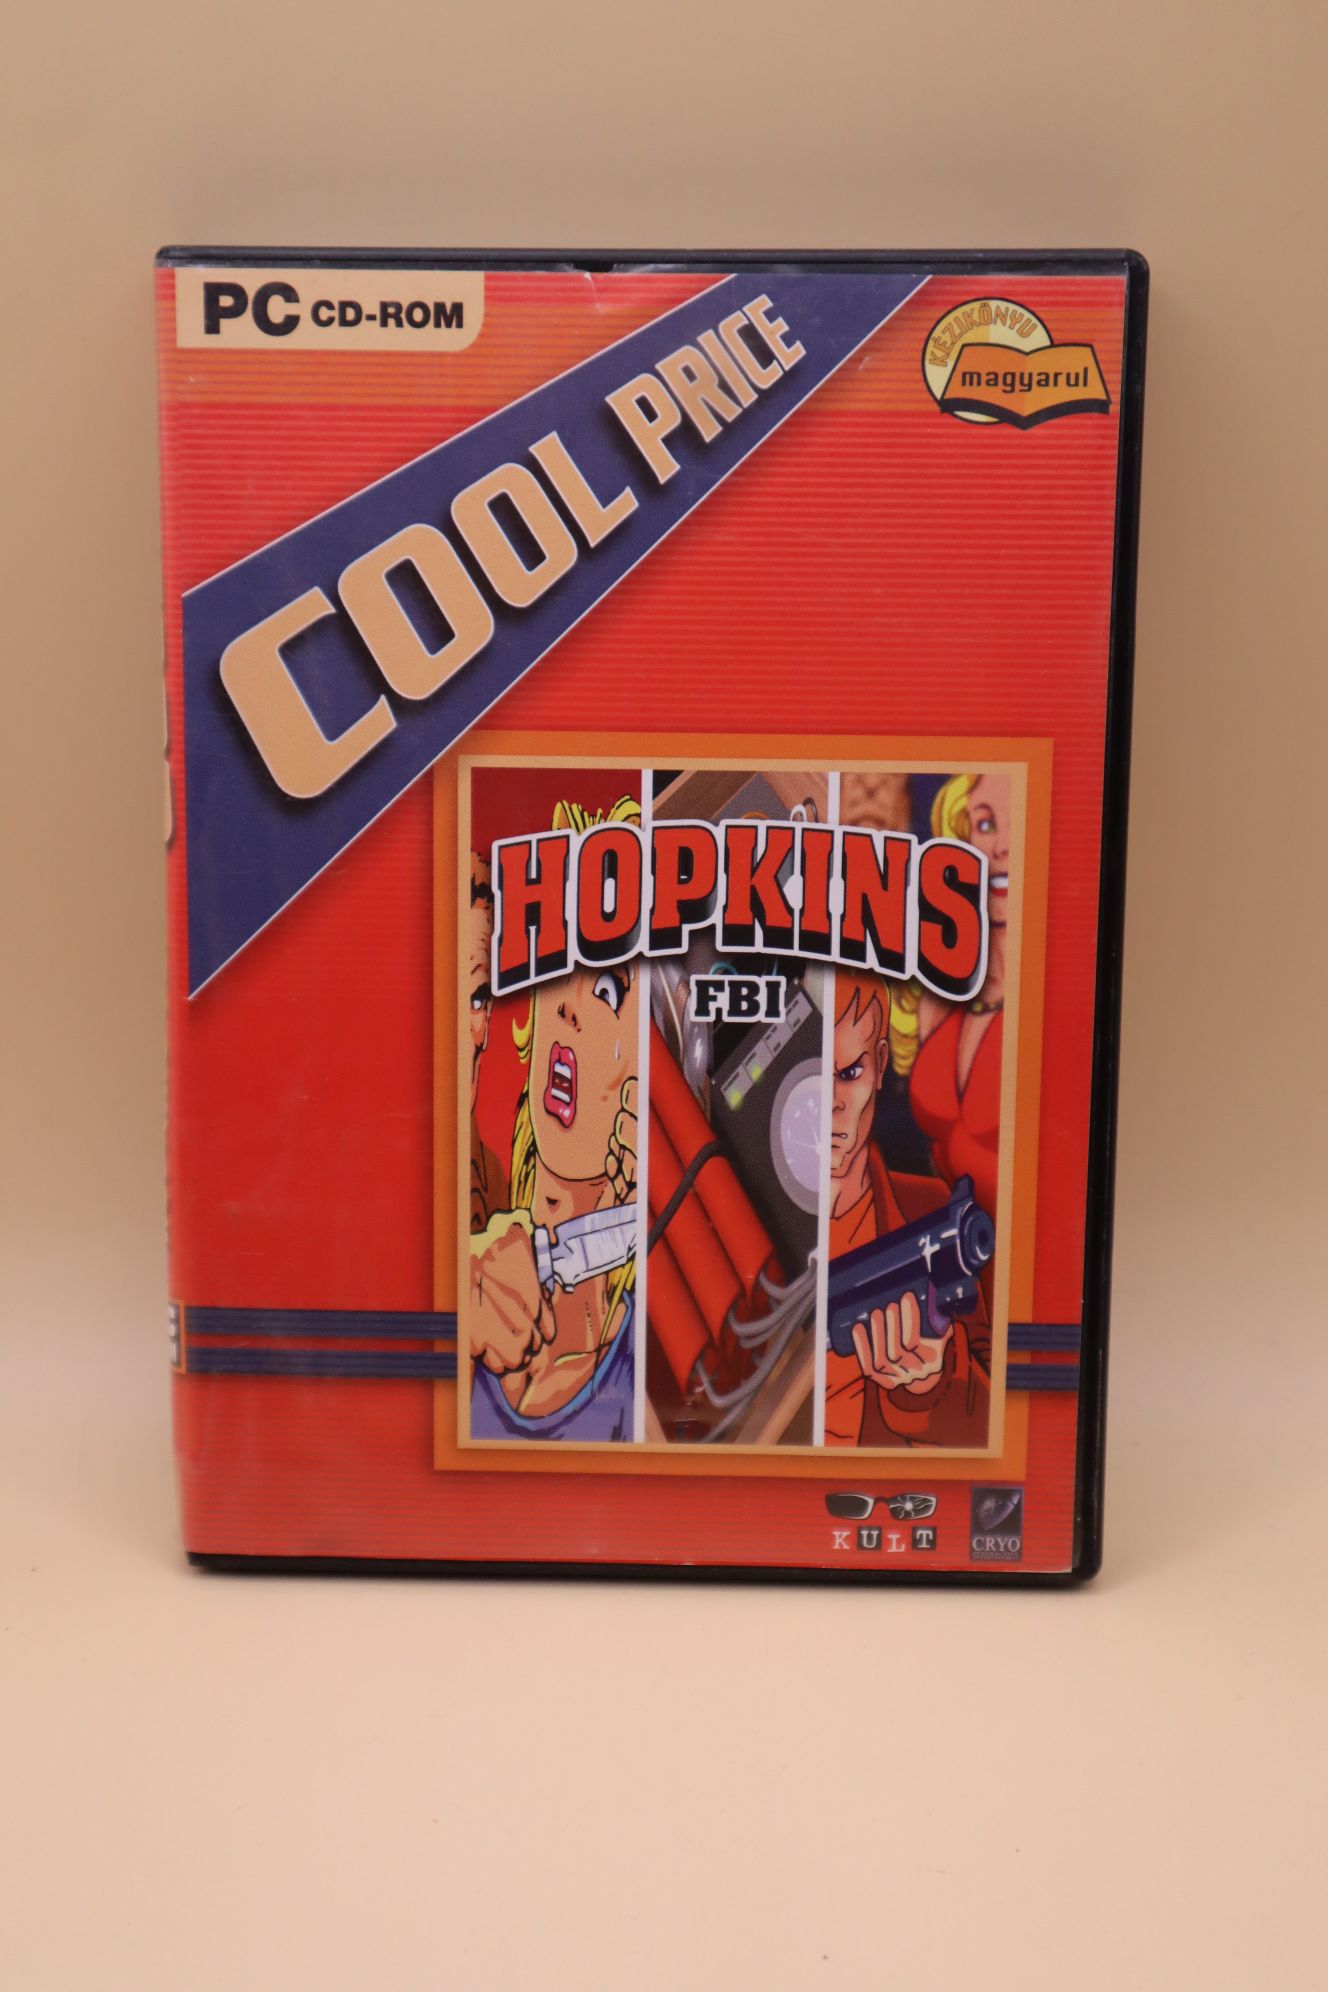 PC CD-ROM
COOL PRICE
KÉZIKÖNYV
magyarul
HOPKINS
FBI
KULT
CRYO